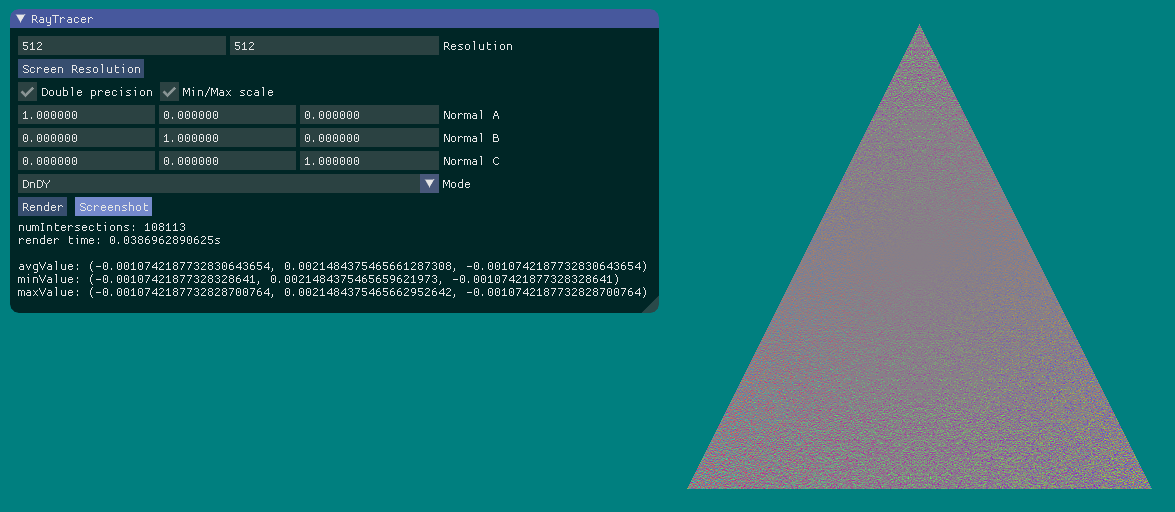 RayTracer
512 512 Resolution
Screen Resolution
Double precision Min/Max scale
1.000000 0.000000 0.000000 Normal A
0.000000 1.000000 0.000000 Normal B
0.000000 0.000000 1.000000 Normal C
DnDY Mode
Render Screenshot
numIntersections: 108113
render time: 0.0386962890625s
avgValue: (-0.0010742187732830643654, 0.0021484375465661287308, -0.0010742187732830643654)
minValue: (-0.0010742187732828328641, 0.0021484375465659621973, -0.0010742187732828328641)
maxValue: (-0.0010742187732828700764, 0.0021484375465662952642, -0.0010742187732828700764)